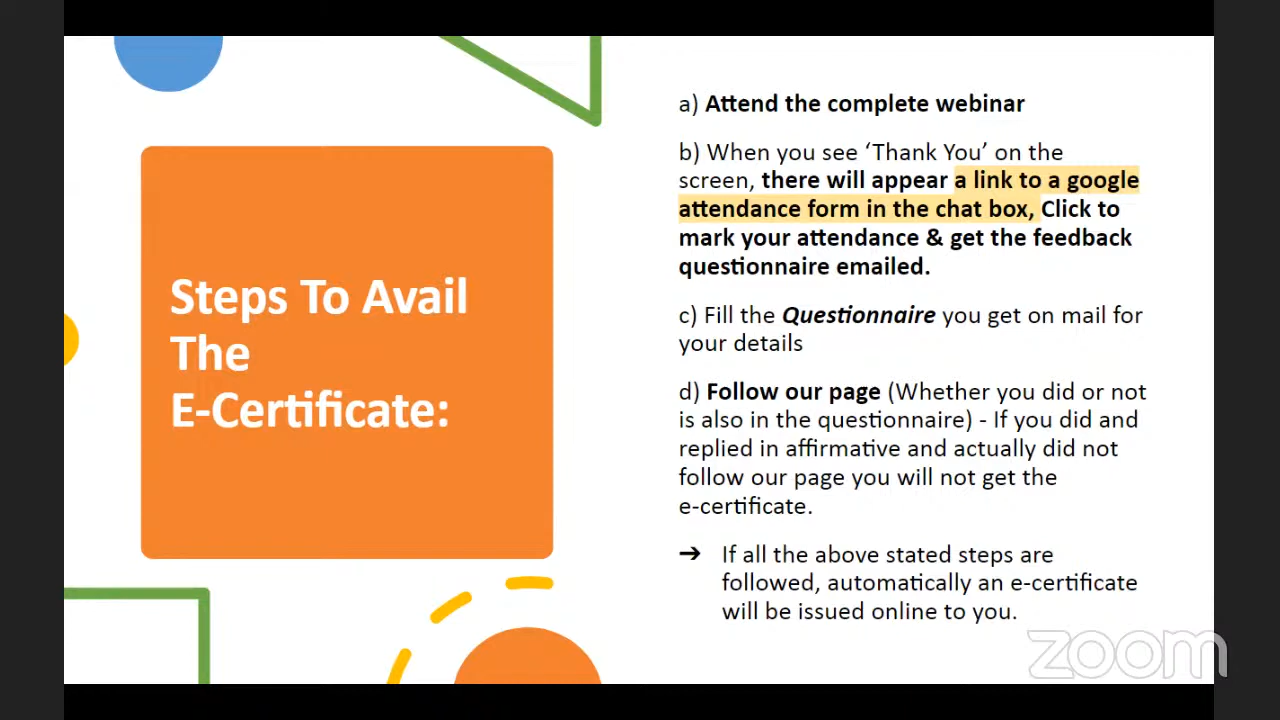 Steps To Avail
The
E-Certificate:
a) Attend the complete webinar
b) When you see ‘Thank You’ on the
screen, there will appear a link to a google
attendance form in the chat box, Click to
mark your attendance & get the feedback
questionnaire emailed.
c) Fill the Questionnaire you get on mail for
your details
d) Follow our page (Whether you did or not
is also in the questionnaire) - If you did and
replied in affirmative and actually did not
follow our page you will not get the
e-certificate.
➔ If all the above stated steps are
followed, automatically an e-certificate
will be issued online to you.
zoom